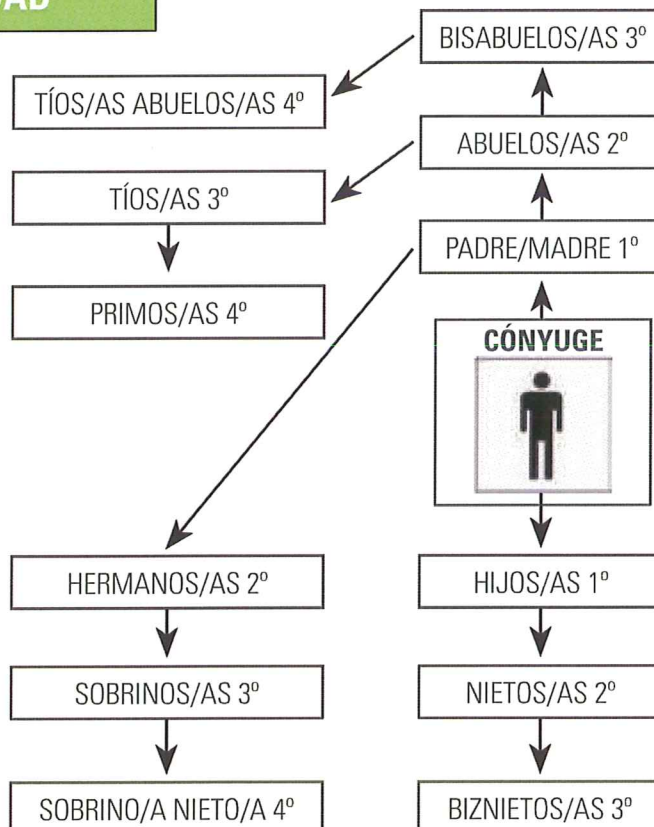 BISABUELOS/AS 3º
TÍOS/AS ABUELOS/AS 4º
ABUELOS/AS 2º
TÍOS/AS 3º
PADRE/MADRE 1º
PRIMOS/AS 4º
CÓNYUGE
HERMANOS/AS 2º
HIJOS/AS 1º
SOBRINOS/AS 3º
NIETOS/AS 2º
SOBRINO/A NIETO/A 4º
BIZNIETOS/AS 3º